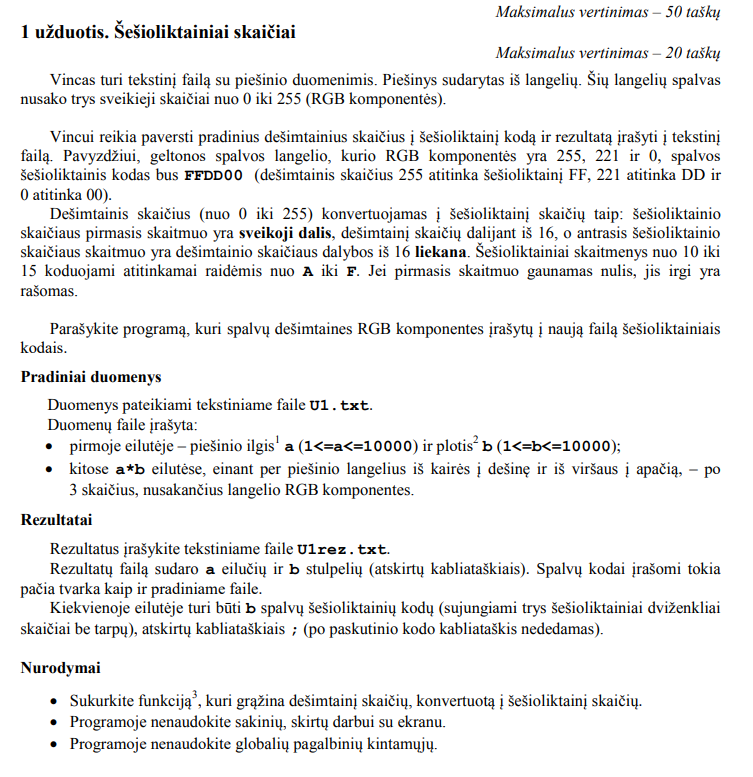 Maksimalus vertinimas – 50 taškų
1 užduotis. Šešioliktainiai skaičiai
Maksimalus vertinimas – 20 taškų
Vincas turi tekstinį failą su piešinio duomenimis. Piešinys sudarytas iš langelių. Šių langelių spalvas
nusako trys sveikieji skaičiai nuo 0 iki 255 (RGB komponentės).
Vincui reikia paversti pradinius dešimtainius skaičius į šešioliktainį kodą ir rezultatą įrašyti į tekstinį
failą. Pavyzdžiui, geltonos spalvos langelio, kurio RGB komponentės yra 255, 221 ir 0, spalvos
šešioliktainis kodas bus FFDD00 (dešimtainis skaičius 255 atitinka šešioliktainį FF, 221 atitinka DD ir
0 atitinka 00).
Dešimtainis skaičius (nuo 0 iki 255) konvertuojamas į šešioliktainį skaičių taip: šešioliktainio
skaičiaus pirmasis skaitmuo yra sveikoji dalis, dešimtainį skaičių dalijant iš 16, o antrasis šešioliktainio
skaičiaus skaitmuo yra dešimtainio skaičiaus dalybos iš 16 liekana. Šešioliktainiai skaitmenys nuo 10 iki
15 koduojami atitinkamai raidėmis nuo A iki F. Jei pirmasis skaitmuo gaunamas nulis, jis irgi yra
rašomas.
Parašykite programą, kuri spalvų dešimtaines RGB komponentes įrašytų į naują failą šešioliktainiais
kodais.
Pradiniai duomenys
Duomenys pateikiami tekstiniame faile U1.txt.
Duomenų faile įrašyta:
• pirmoje eilutėje – piešinio ilgis¹ a (1<=a<=10000) ir plotis² b (1<=b<=10000);
• kitose a*b eilutėse, einant per piešinio langelius iš kairės į dešinę ir iš viršaus į apačią, – po
3 skaičius, nusakančius langelio RGB komponentes.
Rezultatai
Rezultatus įrašykite tekstiniame faile U1rez.txt.
Rezultatų failą sudaro a eilučių ir b stulpelių (atskirtų kabliataškiais). Spalvų kodai įrašomi tokia
pačia tvarka kaip ir pradiniame faile.
Kiekvienoje eilutėje turi būti b spalvų šešioliktainių kodų (sujungiami trys šešioliktainiai dviženkliai
skaičiai be tarpų), atskirtų kabliataškiais ; (po paskutinio kodo kabliataškis nededamas).
Nurodymai
• Sukurkite funkciją³, kuri grąžina dešimtainį skaičių, konvertuotą į šešioliktainį skaičių.
• Programoje nenaudokite sakinių, skirtų darbui su ekranu.
• Programoje nenaudokite globalių pagalbinių kintamųjų.